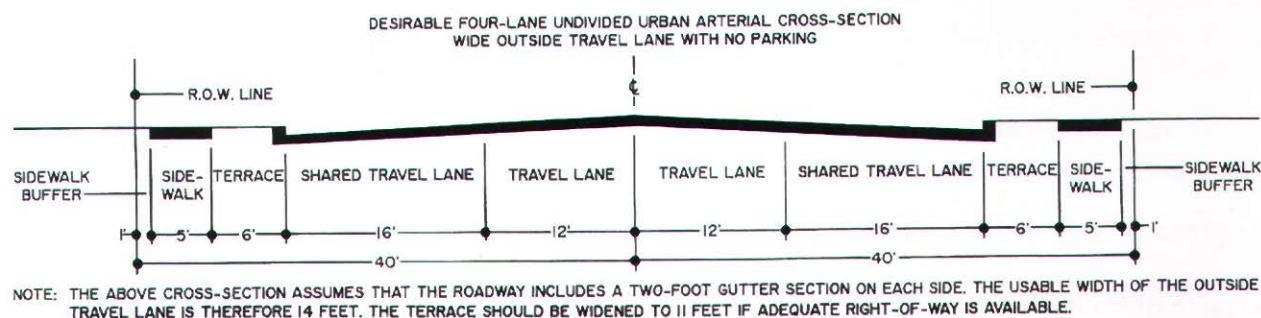 DESIRABLE FOUR-LANE UNDIVIDED URBAN ARTERIAL CROSS-SECTION
WIDE OUTSIDE TRAVEL LANE WITH NO PARKING
℄
R.O.W. LINE
R.O.W. LINE
SIDEWALK
BUFFER
SIDE-
WALK
TERRACE
SHARED TRAVEL LANE
TRAVEL LANE
TRAVEL LANE
SHARED TRAVEL LANE
TERRACE
SIDE-
WALK
SIDEWALK
BUFFER
1' 5' 6' 16' 12' 12' 16' 6' 5' 1'
40' 40'
NOTE: THE ABOVE CROSS-SECTION ASSUMES THAT THE ROADWAY INCLUDES A TWO-FOOT GUTTER SECTION ON EACH SIDE. THE USABLE WIDTH OF THE OUTSIDE
TRAVEL LANE IS THEREFORE 14 FEET. THE TERRACE SHOULD BE WIDENED TO 11 FEET IF ADEQUATE RIGHT-OF-WAY IS AVAILABLE.